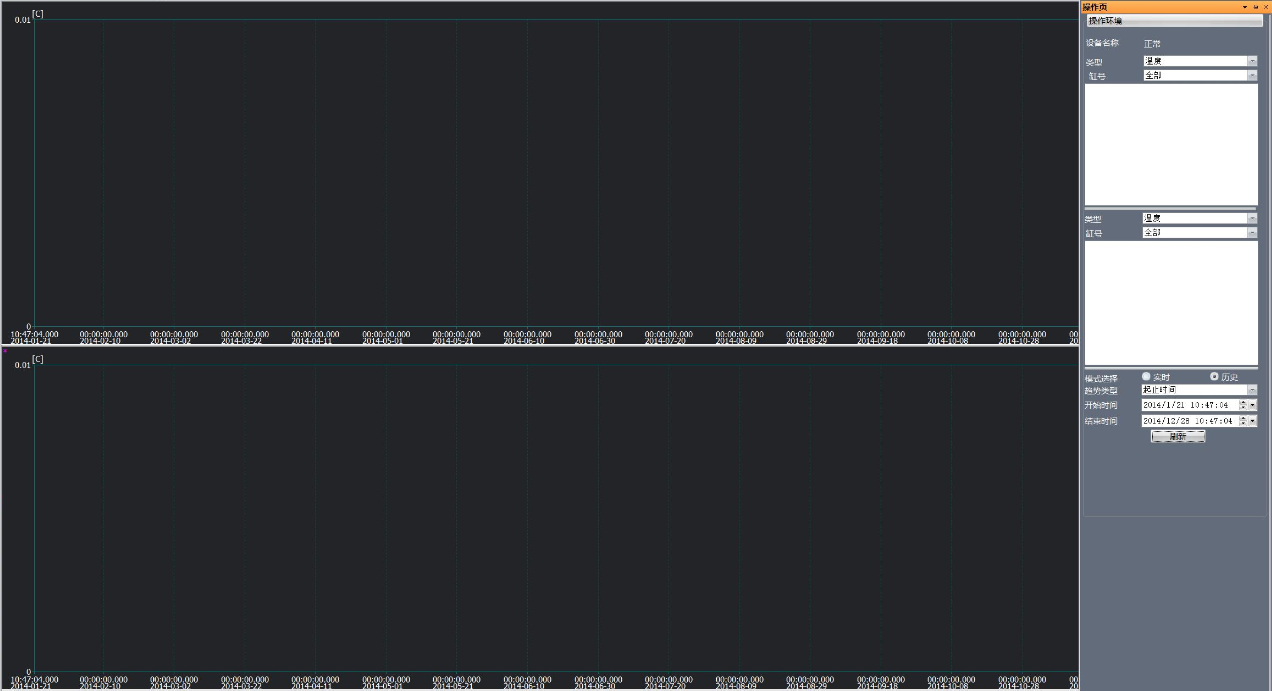 [C]
0.01
0
10:47:04.000 00:00:00.000 00:00:00.000 00:00:00.000 00:00:00.000 00:00:00.000 00:00:00.000 00:00:00.000 00:00:00.000 00:00:00.000 00:00:00.000 00:00:00.000 00:00:00.000 00:00:00.000 00:00:00.000 00
2014-01-21 2014-02-10 2014-03-02 2014-03-22 2014-04-11 2014-05-01 2014-05-21 2014-06-10 2014-06-30 2014-07-20 2014-08-09 2014-08-29 2014-09-18 2014-10-08 2014-10-28 20
[C]
0.01
0
10:47:04.000 00:00:00.000 00:00:00.000 00:00:00.000 00:00:00.000 00:00:00.000 00:00:00.000 00:00:00.000 00:00:00.000 00:00:00.000 00:00:00.000 00:00:00.000 00:00:00.000 00:00:00.000 00:00:00.000 00
2014-01-21 2014-02-10 2014-03-02 2014-03-22 2014-04-11 2014-05-01 2014-05-21 2014-06-10 2014-06-30 2014-07-20 2014-08-09 2014-08-29 2014-09-18 2014-10-08 2014-10-28 20
操作页
操作环境
设备名称 正常
类型 温度
缸号 全部
类型 温度
缸号 全部
模式选择 实时 历史
趋势类型 起止时间
开始时间 2014/1/21 10:47:04
结束时间 2014/12/28 10:47:04
刷新